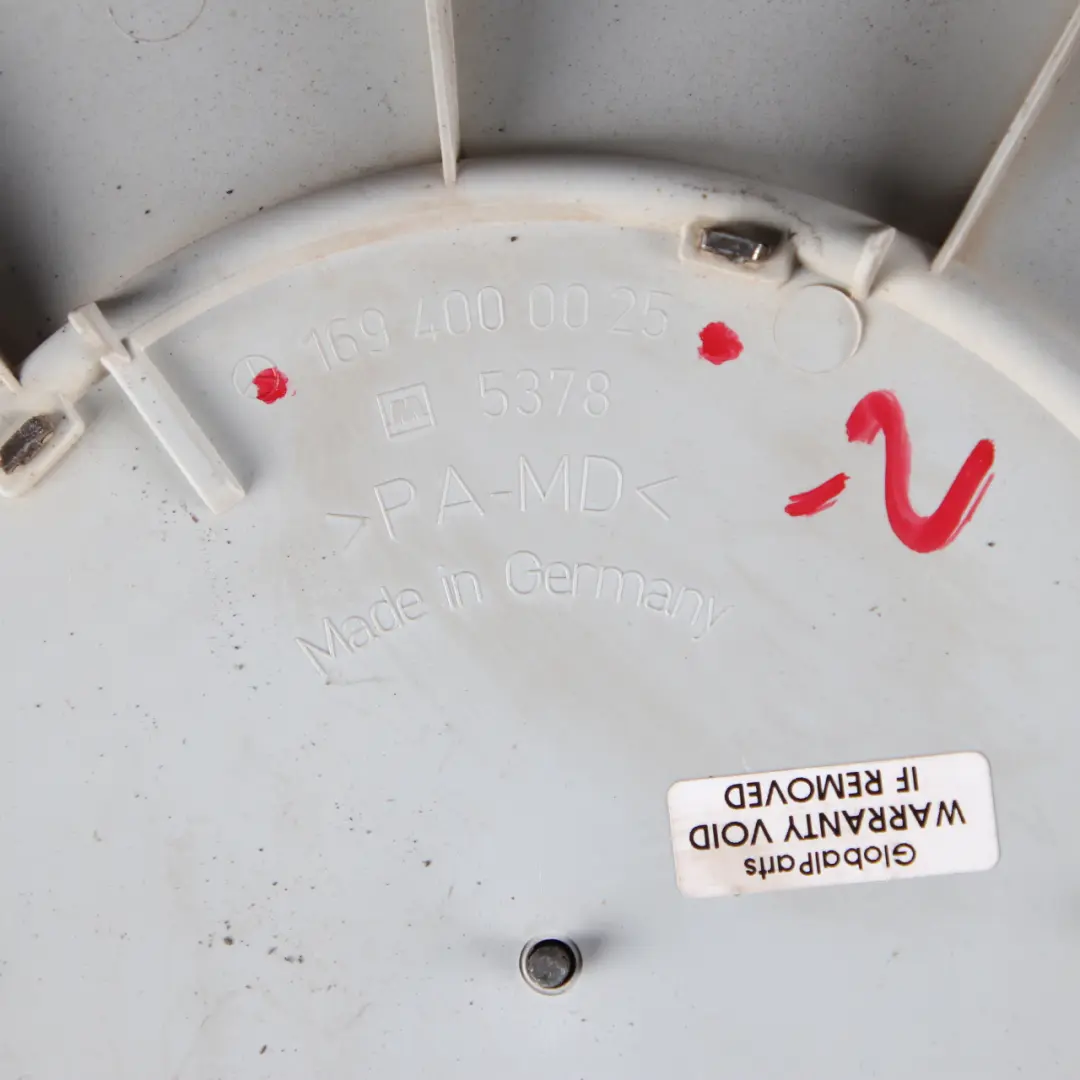 169 400 00 25
M 5378
>PA-MD<
Made in Germany
-2
GlobalParts
WARRANTY VOID
IF REMOVED